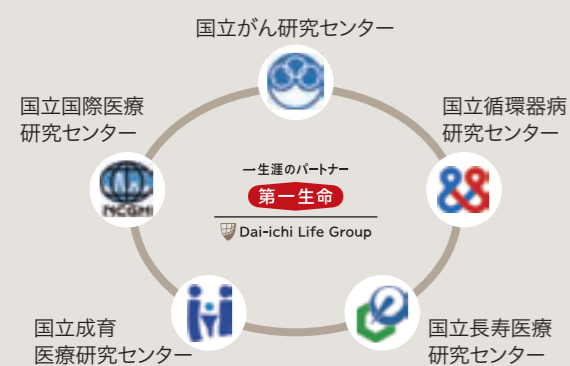 国立がん研究センター
国立国際医療
研究センター
国立循環器病
研究センター
一生涯のパートナー
第一生命
Dai-ichi Life Group
NCGM
国立成育
医療研究センター
国立長寿医療
研究センター